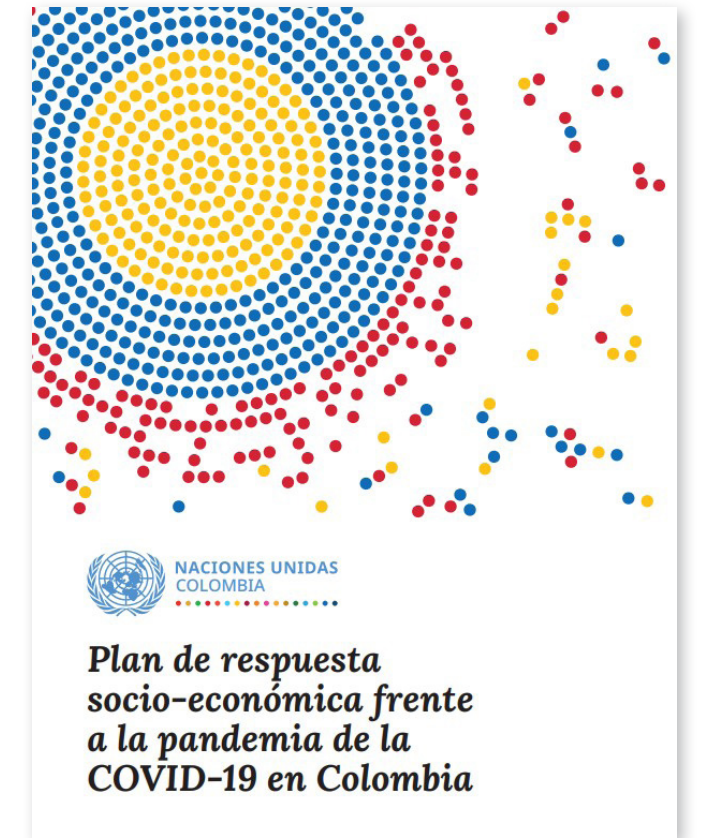 NACIONES UNIDAS
COLOMBIA
Plan de respuesta
socio-económica frente
a la pandemia de la
COVID-19 en Colombia